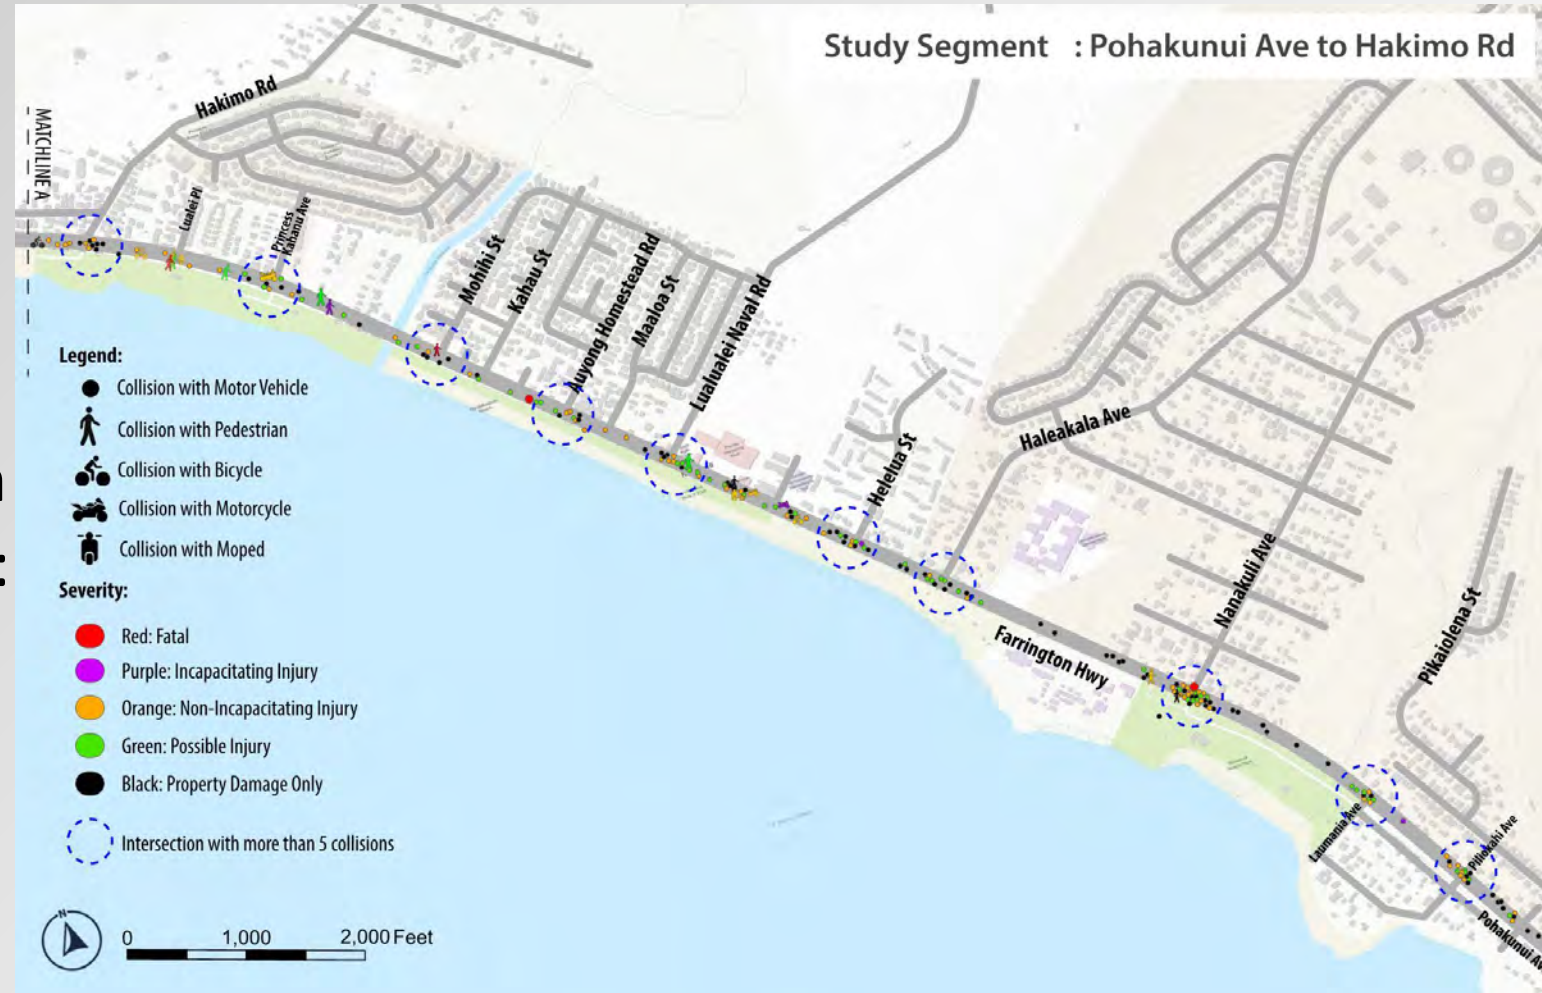 Study Segment : Pohakunui Ave to Hakimo Rd
MATCHLINE A
Hakimo Rd
Lualei Pl
Princess
Kahanu Ave
Mohihi St
Kahau St
Auyong Homestead Rd
Maaloa St
Lualualei Naval Rd
Helelua St
Haleakala Ave
Nanakuli Ave
Pikaiolena St
Farrington Hwy
Laumania Ave
Piliokahi Ave
Pohakunui Av
Legend:
Collision with Motor Vehicle
Collision with Pedestrian
Collision with Bicycle
Collision with Motorcycle
Collision with Moped
Severity:
Red: Fatal
Purple: Incapacitating Injury
Orange: Non-Incapacitating Injury
Green: Possible Injury
Black: Property Damage Only
Intersection with more than 5 collisions
N
0 1,000 2,000 Feet